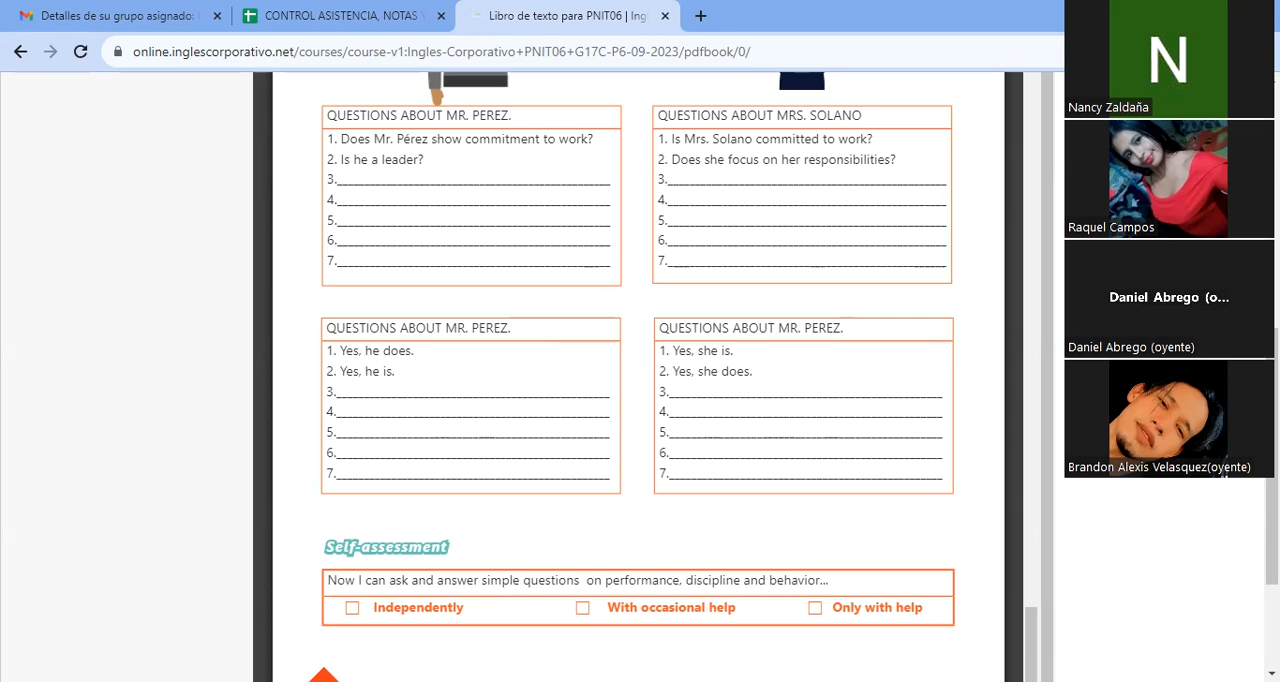 Detalles de su grupo asignado:
CONTROL ASISTENCIA, NOTAS Y
Libro de texto para PNIT06 | Ing
online.inglescorporativo.net/courses/course-v1:Ingles-Corporativo+PNIT06+G17C-P6-09-2023/pdfbook/0/
QUESTIONS ABOUT MR. PEREZ.
1. Does Mr. Pérez show commitment to work?
2. Is he a leader?
3.
4.
5.
6.
7.
QUESTIONS ABOUT MRS. SOLANO
1. Is Mrs. Solano committed to work?
2. Does she focus on her responsibilities?
3.
4.
5.
6.
7.
QUESTIONS ABOUT MR. PEREZ.
1. Yes, he does.
2. Yes, he is.
3.
4.
5.
6.
7.
QUESTIONS ABOUT MR. PEREZ.
1. Yes, she is.
2. Yes, she does.
3.
4.
5.
6.
7.
Self-assessment
Now I can ask and answer simple questions on performance, discipline and behavior...
Independently
With occasional help
Only with help
N
Nancy Zaldaña
Raquel Campos
Daniel Abrego (o...
Daniel Abrego (oyente)
Brandon Alexis Velasquez(oyente)